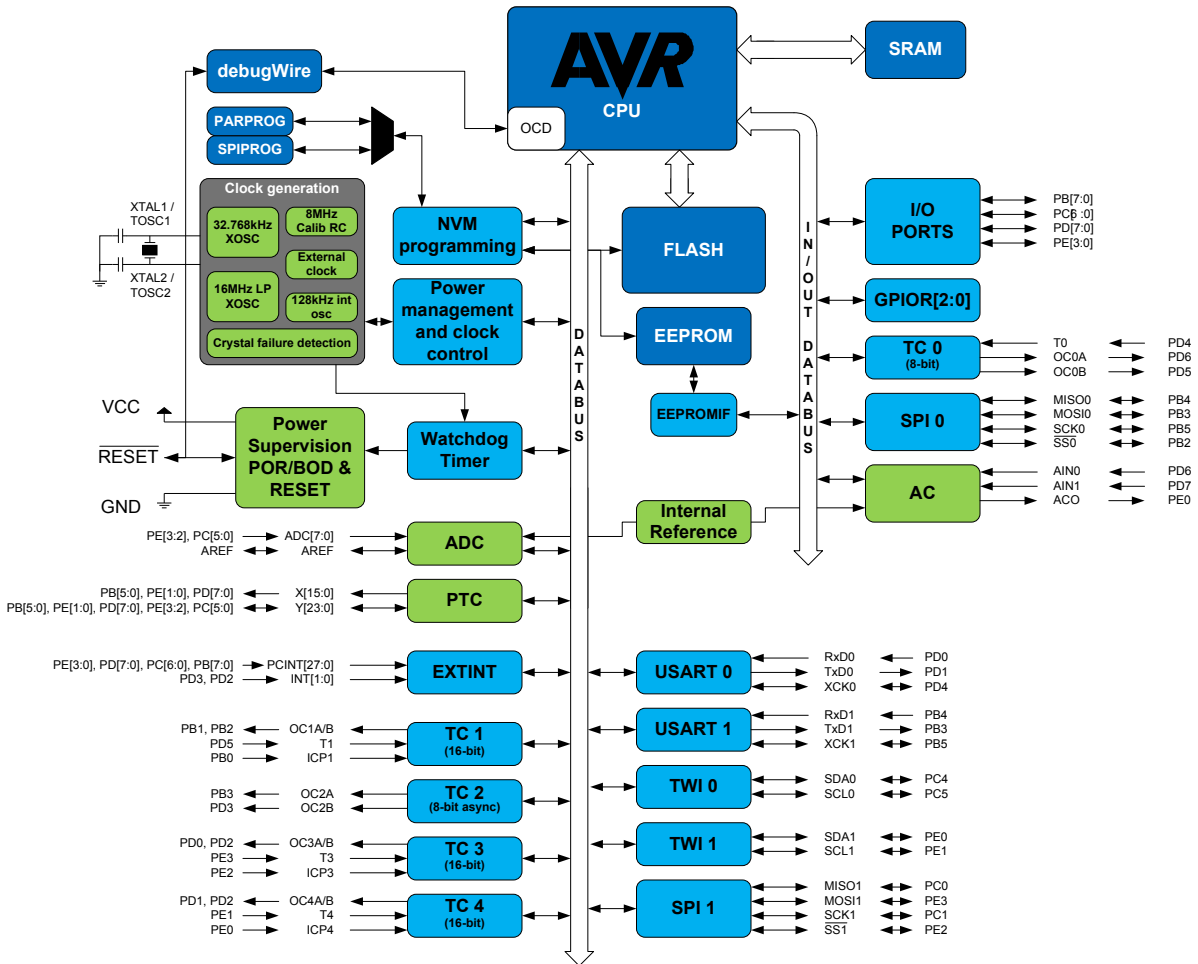 AVR
CPU
OCD
SRAM
debugWire
PARPROG
SPIPROG
Clock generation
32.768kHz
XOSC
8MHz
Calib RC
External
clock
16MHz LP
XOSC
128kHz int
osc
Crystal failure detection
XTAL1 /
TOSC1
XTAL2 /
TOSC2
NVM
programming
Power
management
and clock
control
FLASH
EEPROM
EEPROMIF
DATABUS
IN/OUT DATABUS
I/O
PORTS
PB[7:0]
PC[6:0]
PD[7:0]
PE[3:0]
GPIOR[2:0]
TC 0
(8-bit)
T0 PD4
OC0A PD6
OC0B PD5
SPI 0
MISO0 PB4
MOSI0 PB3
SCK0 PB5
SS0 PB2
AC
AIN0 PD6
AIN1 PD7
ACO PE0
VCC
RESET
GND
Power
Supervision
POR/BOD &
RESET
Watchdog
Timer
Internal
Reference
PE[3:2], PC[5:0] ADC[7:0]
AREF AREF
ADC
PB[5:0], PE[1:0], PD[7:0] X[15:0]
PB[5:0], PE[1:0], PD[7:0], PE[3:2], PC[5:0] Y[23:0]
PTC
PE[3:0], PD[7:0], PC[6:0], PB[7:0] PCINT[27:0]
PD3, PD2 INT[1:0]
EXTINT
PB1, PB2 OC1A/B
PD5 T1
PB0 ICP1
TC 1
(16-bit)
PB3 OC2A
PD3 OC2B
TC 2
(8-bit async)
PD0, PD2 OC3A/B
PE3 T3
PE2 ICP3
TC 3
(16-bit)
PD1, PD2 OC4A/B
PE1 T4
PE0 ICP4
TC 4
(16-bit)
USART 0
RxD0 PD0
TxD0 PD1
XCK0 PD4
USART 1
RxD1 PB4
TxD1 PB3
XCK1 PB5
TWI 0
SDA0 PC4
SCL0 PC5
TWI 1
SDA1 PE0
SCL1 PE1
SPI 1
MISO1 PC0
MOSI1 PE3
SCK1 PC1
SS1 PE2